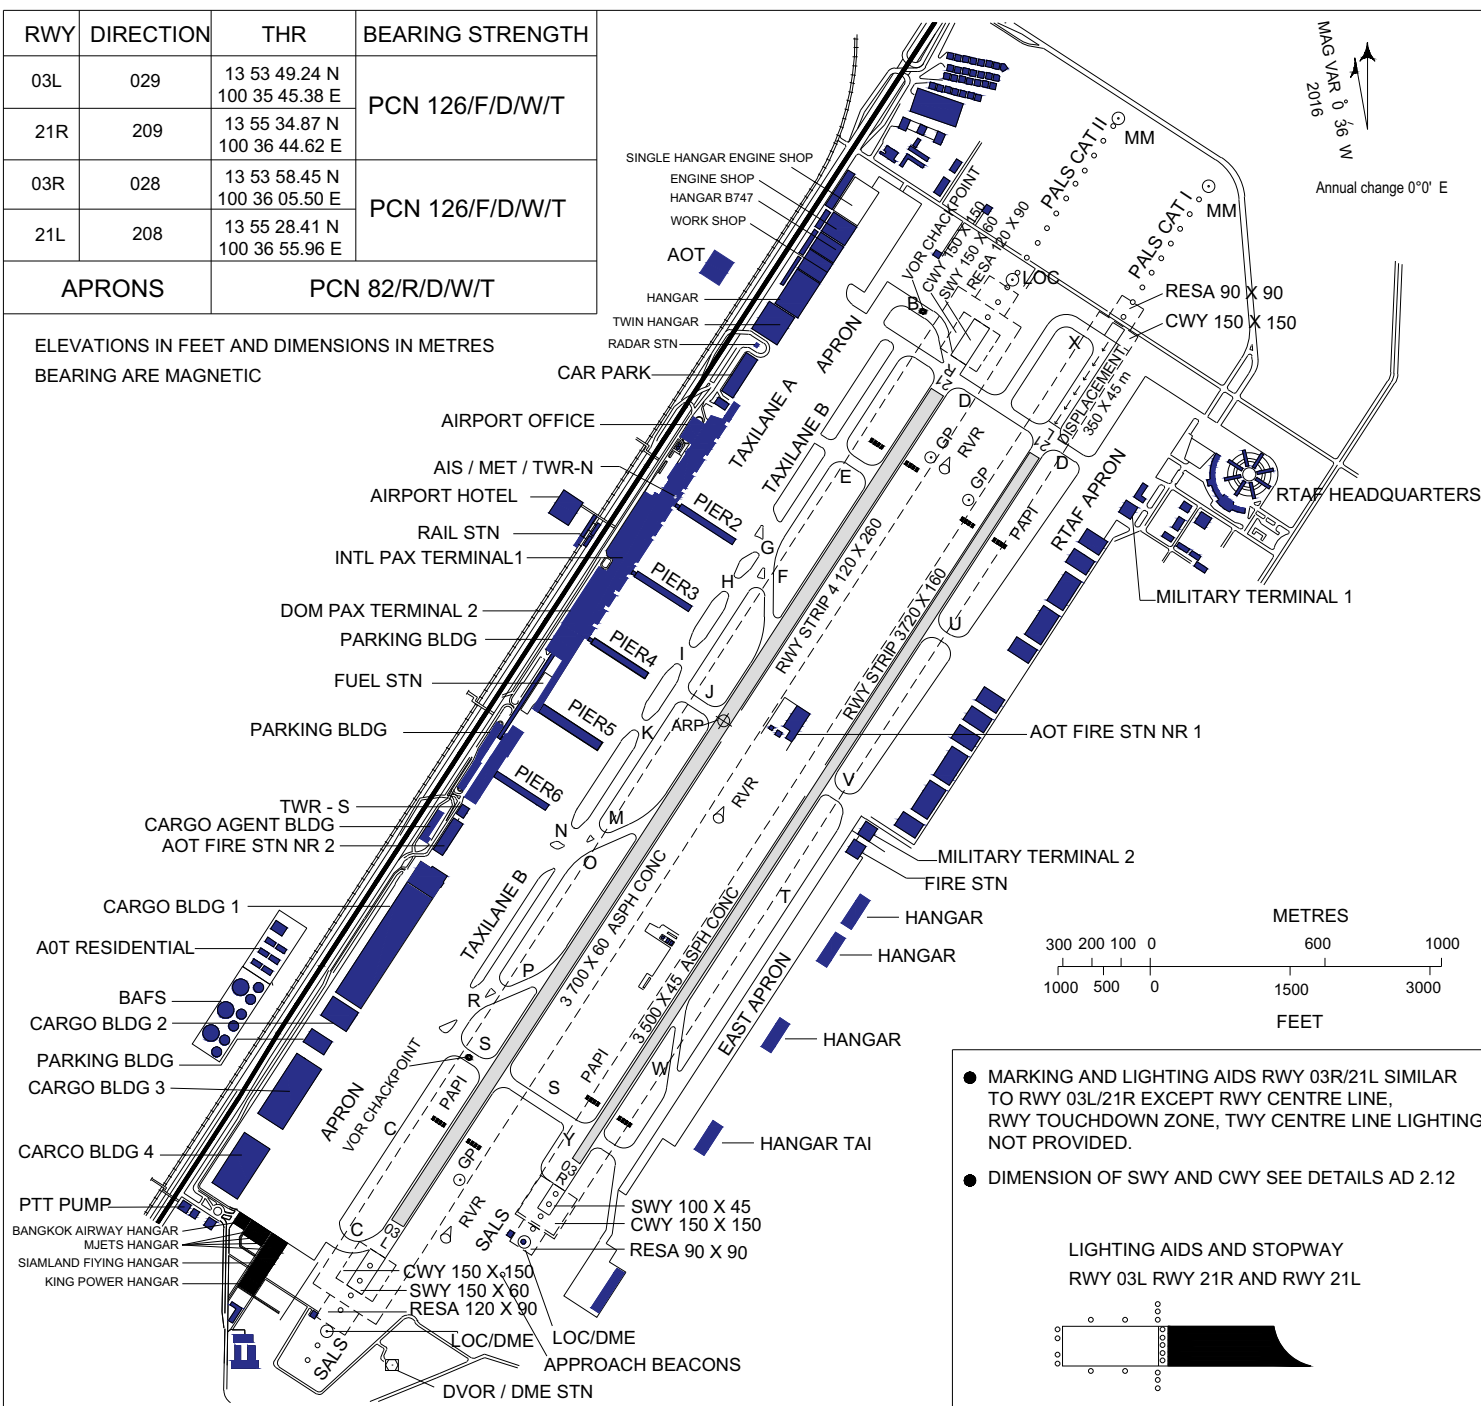 RWY DIRECTION THR BEARING STRENGTH
03L 029 13 53 49.24 N
100 35 45.38 E
PCN 126/F/D/W/T
21R 209 13 55 34.87 N
100 36 44.62 E
03R 028 13 53 58.45 N
100 36 05.50 E
PCN 126/F/D/W/T
21L 208 13 55 28.41 N
100 36 55.96 E
APRONS PCN 82/R/D/W/T
ELEVATIONS IN FEET AND DIMENSIONS IN METRES
BEARING ARE MAGNETIC
MAG VAR 0° 36' W
2016
Annual change 0°0' E
SINGLE HANGAR ENGINE SHOP
ENGINE SHOP
HANGAR B747
WORK SHOP
AOT
HANGAR
TWIN HANGAR
RADAR STN
CAR PARK
AIRPORT OFFICE
AIS / MET / TWR-N
AIRPORT HOTEL
RAIL STN
INTL PAX TERMINAL1
DOM PAX TERMINAL 2
PARKING BLDG
FUEL STN
PARKING BLDG
TWR - S
CARGO AGENT BLDG
AOT FIRE STN NR 2
CARGO BLDG 1
A0T RESIDENTIAL
BAFS
CARGO BLDG 2
PARKING BLDG
CARGO BLDG 3
CARCO BLDG 4
PTT PUMP
BANGKOK AIRWAY HANGAR
MJETS HANGAR
SIAMLAND FIYING HANGAR
KING POWER HANGAR
PALS CAT II
MM
PALS CAT I
MM
VOR CHACKPOINT
CWY 150 X 150
SWY 150 X 60
RESA 120 X 90
LOC
RESA 90 X 90
CWY 150 X 150
B
X
DISPLACEMENT
350 X 45 m
21R
21L
D
D
APRON
TAXILANE A
TAXILANE B
E
GP
RVR
GP
PAPI
RTAF APRON
RTAF HEADQUARTERS
MILITARY TERMINAL 1
PIER2
PIER3
PIER4
PIER5
PIER6
G
F
H
I
J
K
M
N
O
P
R
S
S
U
V
T
W
Y
C
C
RWY STRIP 4 120 X 260
RWY STRIP 3720 X 160
ARP
AOT FIRE STN NR 1
RVR
TAXILANE B
3 700 X 60 ASPH CONC
3 500 X 45 ASPH CONC
MILITARY TERMINAL 2
FIRE STN
HANGAR
HANGAR
HANGAR
HANGAR TAI
EAST APRON
APRON
VOR CHACKPOINT
PAPI
PAPI
GP
RVR
SALS
03L
03R
SWY 100 X 45
CWY 150 X 150
RESA 90 X 90
CWY 150 X 150
SWY 150 X 60
RESA 120 X 90
LOC/DME
LOC/DME
SALS
APPROACH BEACONS
DVOR / DME STN
METRES
300 200 100 0 600 1000
1000 500 0 1500 3000
FEET
● MARKING AND LIGHTING AIDS RWY 03R/21L SIMILAR
TO RWY 03L/21R EXCEPT RWY CENTRE LINE,
RWY TOUCHDOWN ZONE, TWY CENTRE LINE LIGHTING
NOT PROVIDED.
● DIMENSION OF SWY AND CWY SEE DETAILS AD 2.12
LIGHTING AIDS AND STOPWAY
RWY 03L RWY 21R AND RWY 21L